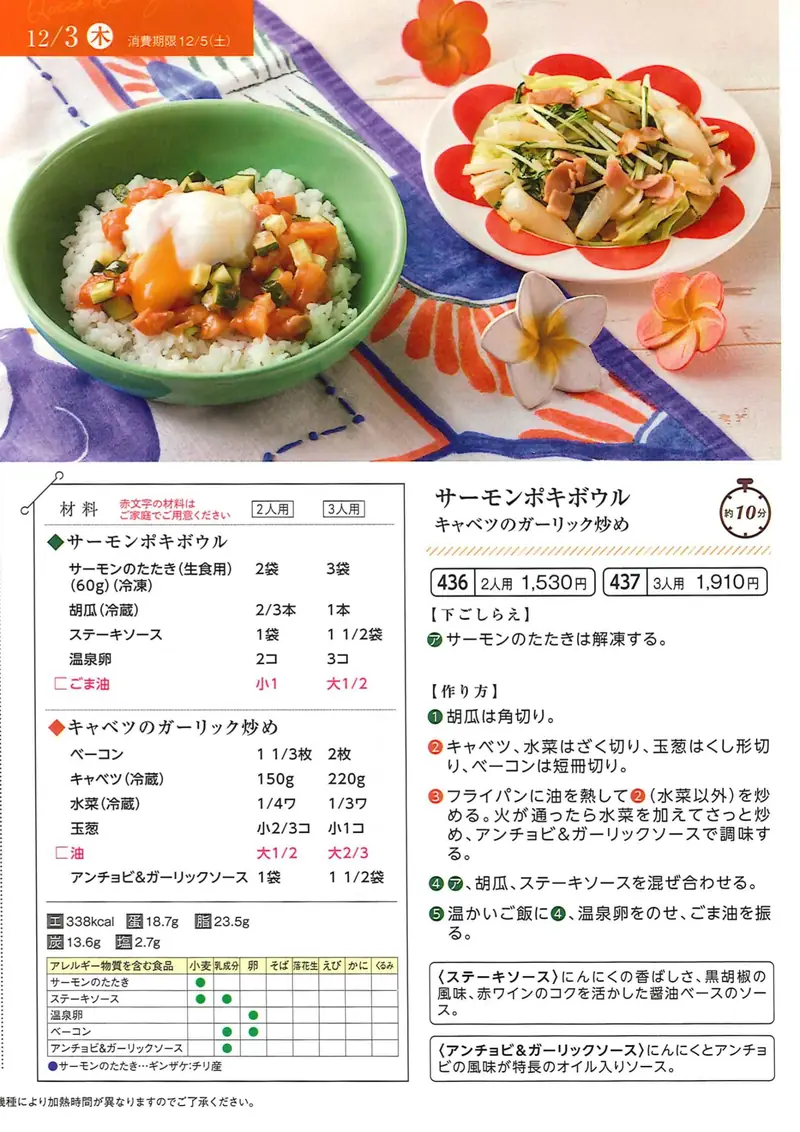 12/3 木 消費期限12/5(土)
材料 赤文字の材料は
ご家庭でご用意ください 2人用 3人用
◆サーモンポキボウル
サーモンのたたき(生食用) 2袋 3袋
(60g)(冷凍)
胡瓜(冷蔵) 2/3本 1本
ステーキソース 1袋 1 1/2袋
温泉卵 2コ 3コ
□ごま油 小1 大1/2
◆キャベツのガーリック炒め
ベーコン 1 1/3枚 2枚
キャベツ(冷蔵) 150g 220g
水菜(冷蔵) 1/4ワ 1/3ワ
玉葱 小2/3コ 小1コ
□油 大1/2 大2/3
アンチョビ&ガーリックソース 1袋 1 1/2袋
エ 338kcal 蛋 18.7g 脂 23.5g
炭 13.6g 塩 2.7g
アレルギー物質を含む食品 小麦 乳成分 卵 そば 落花生 えび かに くるみ
サーモンのたたき ●
ステーキソース ● ●
温泉卵 ●
ベーコン ● ●
アンチョビ&ガーリックソース ●
●サーモンのたたき…ギンザケ:チリ産
サーモンポキボウル
キャベツのガーリック炒め
約10分
436 2人用 1,530円 437 3人用 1,910円
【下ごしらえ】
ア サーモンのたたきは解凍する。
【作り方】
1 胡瓜は角切り。
2 キャベツ、水菜はざく切り、玉葱はくし形切
り、ベーコンは短冊切り。
3 フライパンに油を熱して2(水菜以外)を炒
める。火が通ったら水菜を加えてさっと炒
め、アンチョビ&ガーリックソースで調味す
る。
4 ア、胡瓜、ステーキソースを混ぜ合わせる。
5 温かいご飯に4、温泉卵をのせ、ごま油を振
る。
〈ステーキソース〉にんにくの香ばしさ、黒胡椒の
風味、赤ワインのコクを活かした醤油ベースのソー
ス。
〈アンチョビ&ガーリックソース〉にんにくとアンチョ
ビの風味が特長のオイル入りソース。
機種により加熱時間が異なりますのでご了承ください。